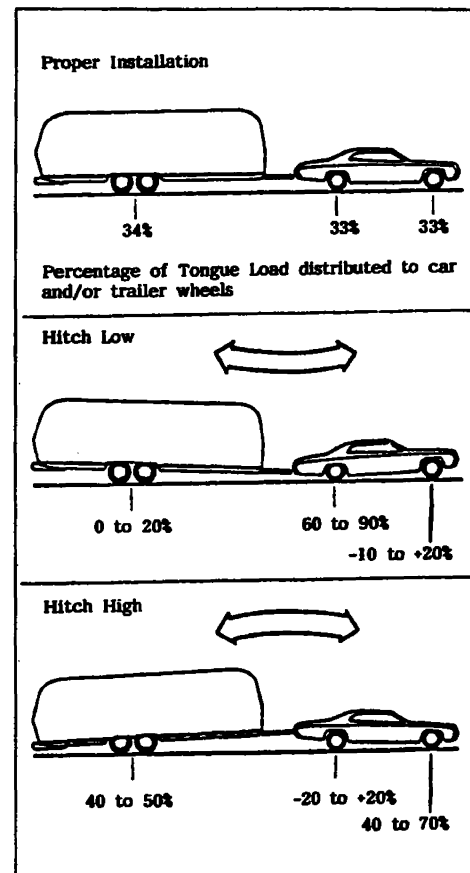 Proper Installation
34%
33%
33%
Percentage of Tongue Load distributed to car
and/or trailer wheels
Hitch Low
0 to 20%
60 to 90%
-10 to +20%
Hitch High
40 to 50%
-20 to +20%
40 to 70%